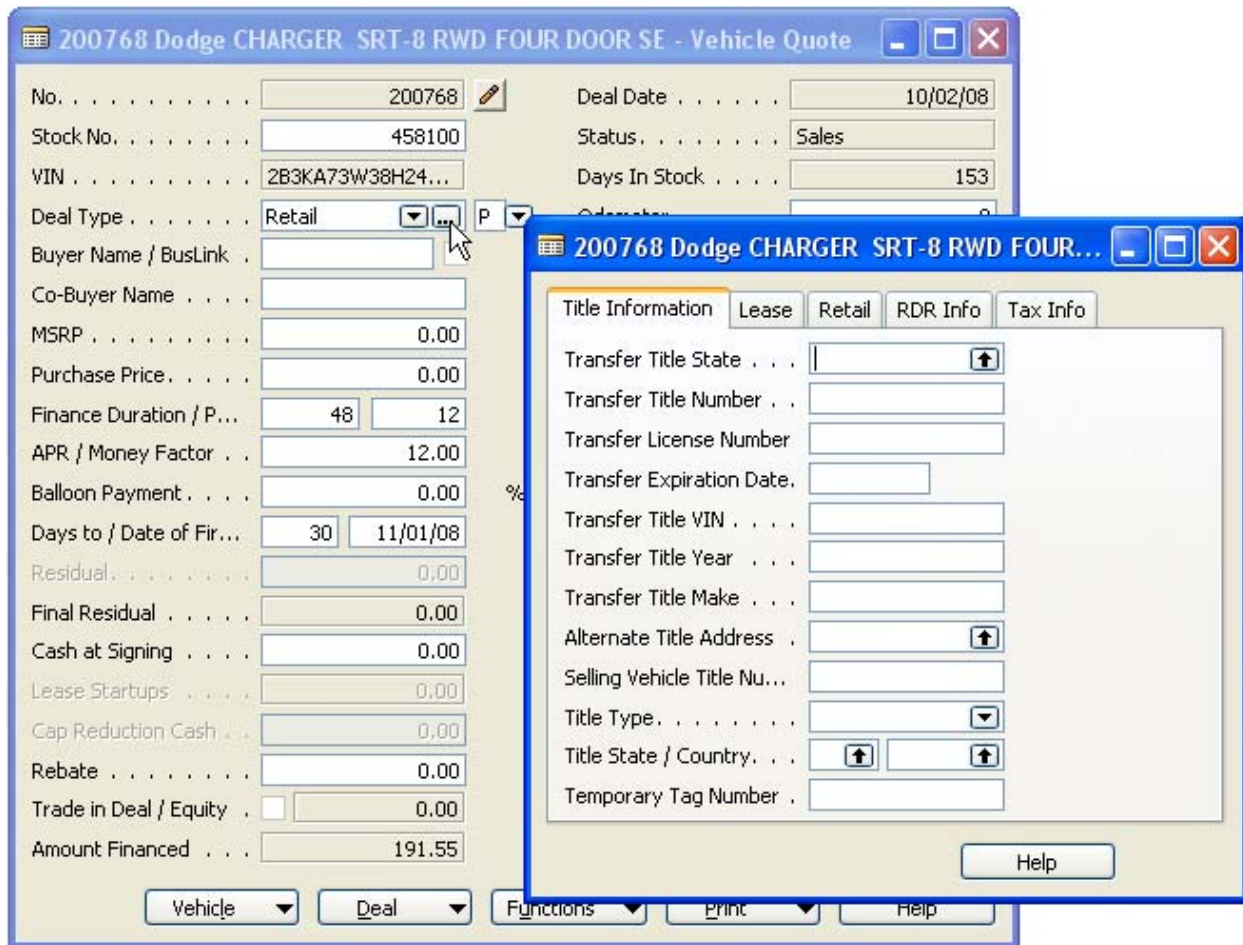 200768 Dodge CHARGER SRT-8 RWD FOUR DOOR SE - Vehicle Quote
No. . . . . . . . . . . 200768
Deal Date . . . . . . 10/02/08
Stock No. . . . . . . . 458100
Status. . . . . . . . Sales
VIN . . . . . . . . . . 2B3KA73W38H24...
Days In Stock . . . . 153
Deal Type . . . . . . . Retail ... P
Buyer Name / BusLink .
Co-Buyer Name . . . .
MSRP . . . . . . . . . 0.00
Purchase Price. . . . . 0.00
Finance Duration / P... 48 12
APR / Money Factor . . 12.00
Balloon Payment . . . . 0.00 %
Days to / Date of Fir... 30 11/01/08
Residual. . . . . . . . 0.00
Final Residual . . . . . 0.00
Cash at Signing . . . . 0.00
Lease Startups . . . . 0.00
Cap Reduction Cash . . 0.00
Rebate . . . . . . . . 0.00
Trade in Deal / Equity . 0.00
Amount Financed . . . 191.55
Vehicle Deal Functions Print Help
200768 Dodge CHARGER SRT-8 RWD FOUR...
Title Information Lease Retail RDR Info Tax Info
Transfer Title State . . .
Transfer Title Number . .
Transfer License Number
Transfer Expiration Date.
Transfer Title VIN . . . .
Transfer Title Year . . .
Transfer Title Make . . .
Alternate Title Address .
Selling Vehicle Title Nu...
Title Type. . . . . . . .
Title State / Country. . .
Temporary Tag Number .
Help